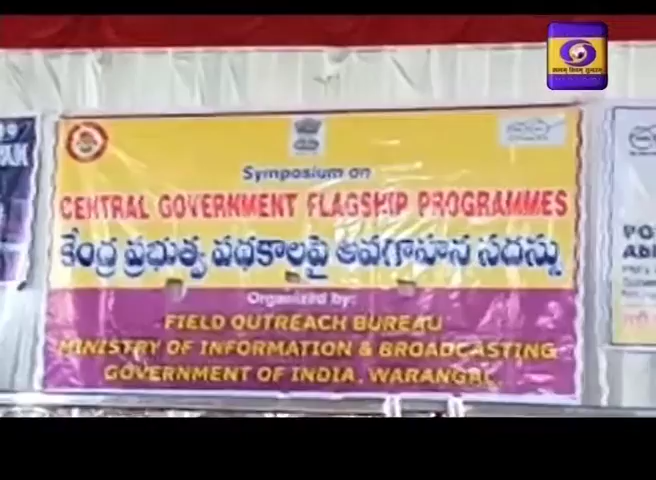 Symposium on
CENTRAL GOVERNMENT FLAGSHIP PROGRAMMES
కేంద్ర ప్రభుత్వ పథకాలపై అవగాహన సదస్సు
Organized by:
FIELD OUTREACH BUREAU
MINISTRY OF INFORMATION & BROADCASTING
GOVERNMENT OF INDIA, WARANGAL